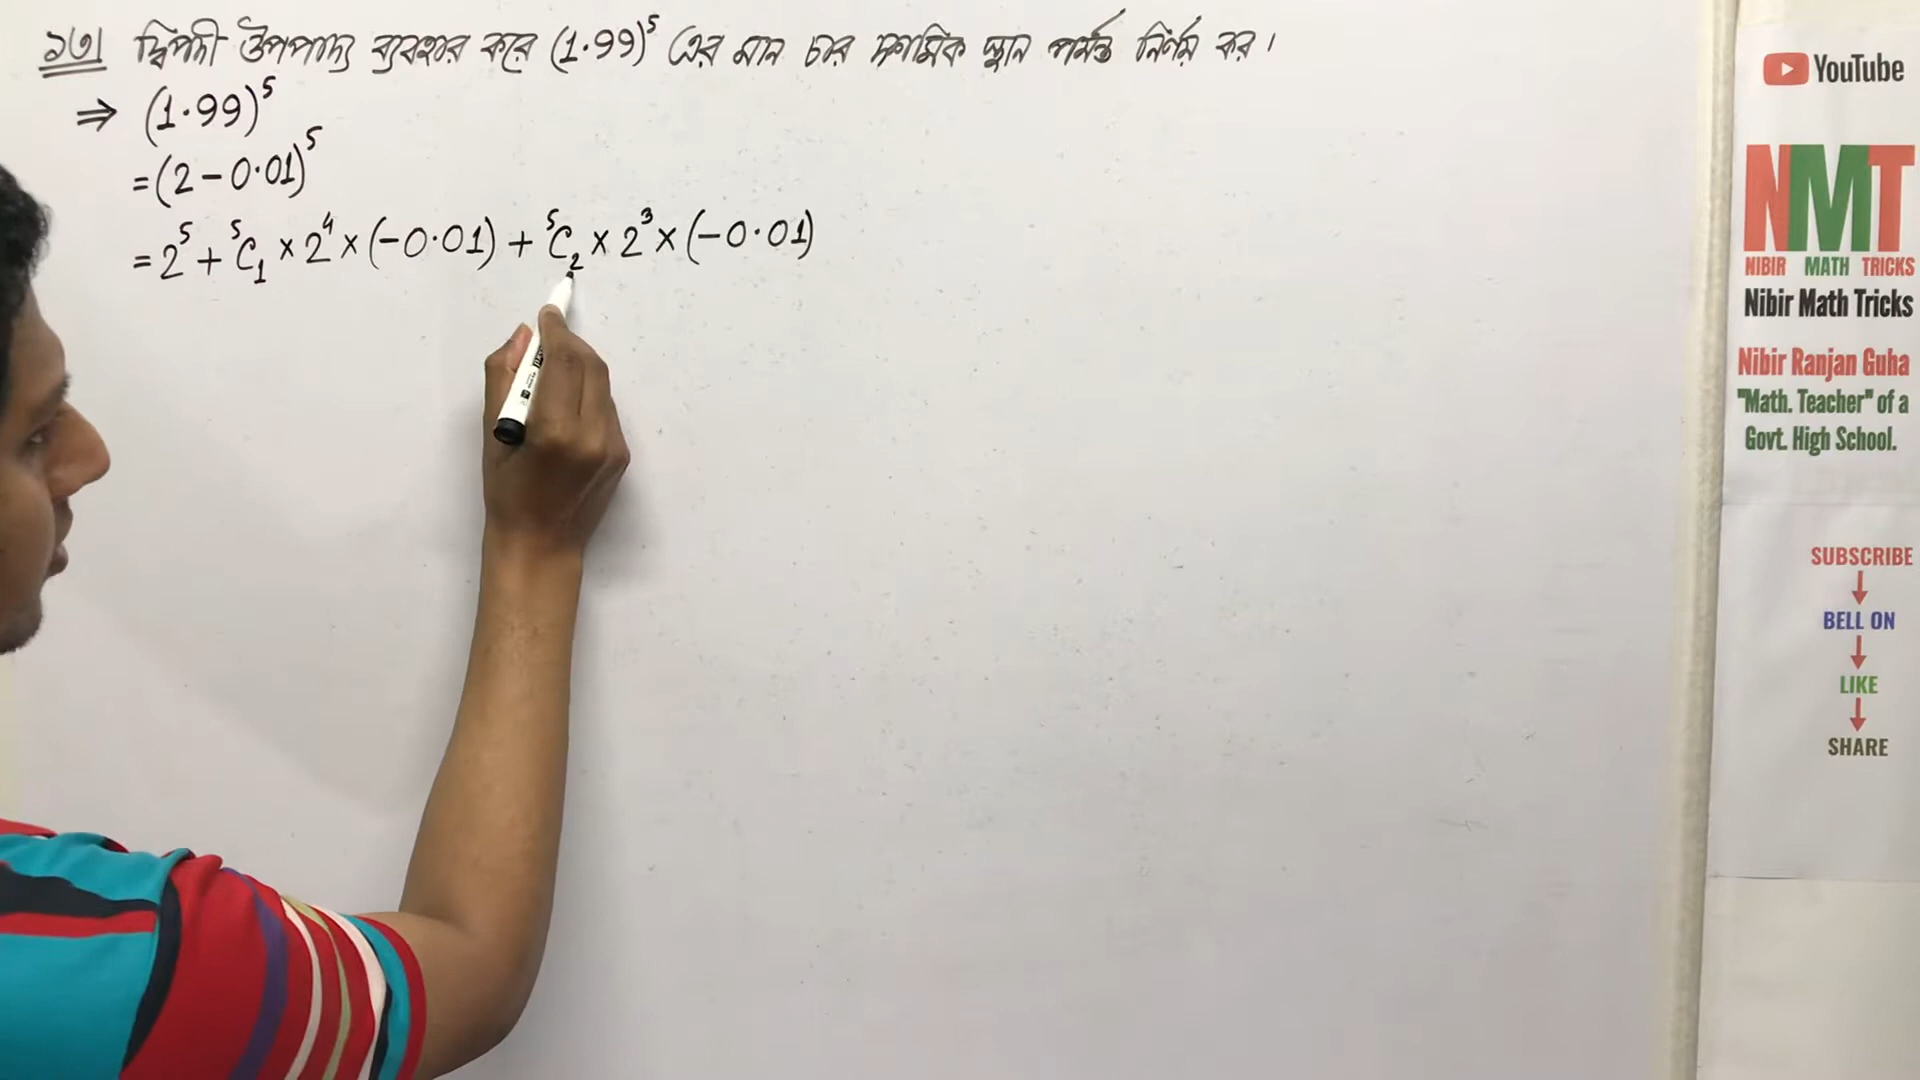 ১৩। দ্বিপদী উপপাদ্য ব্যবহার করে (1·99)⁵ এর মান চার দশমিক স্থান পর্যন্ত নির্ণয় কর।
⇒ (1·99)⁵
= (2 − 0·01)⁵
= 2⁵ + ⁵C₁ × 2⁴ × (−0·01) + ⁵C₂ × 2³ × (−0·01)
YouTube
NMT
NIBIR MATH TRICKS
Nibir Math Tricks
Nibir Ranjan Guha
"Math. Teacher" of a
Govt. High School.
SUBSCRIBE
↓
BELL ON
↓
LIKE
↓
SHARE